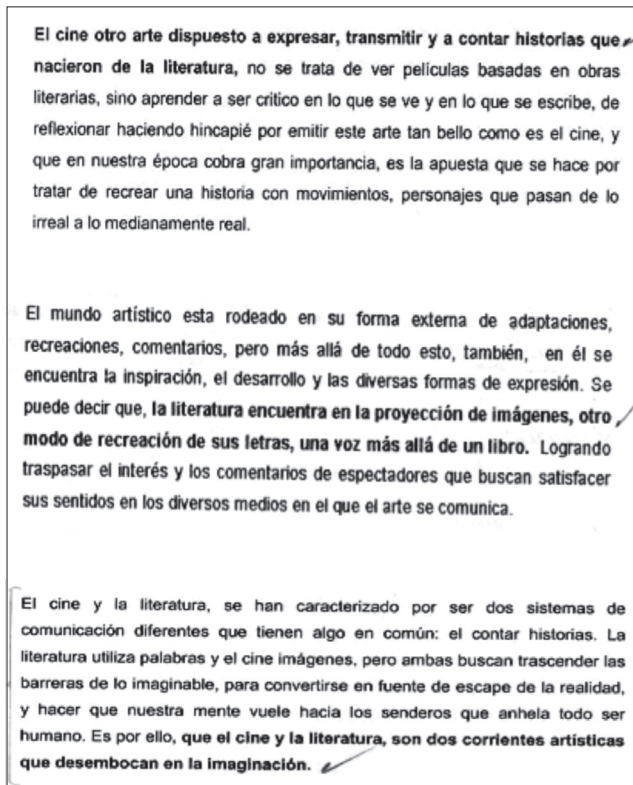 El cine otro arte dispuesto a expresar, transmitir y a contar historias que
nacieron de la literatura, no se trata de ver películas basadas en obras
literarias, sino aprender a ser critico en lo que se ve y en lo que se escribe, de
reflexionar haciendo hincapié por emitir este arte tan bello como es el cine, y
que en nuestra época cobra gran importancia, es la apuesta que se hace por
tratar de recrear una historia con movimientos, personajes que pasan de lo
irreal a lo medianamente real.
El mundo artístico esta rodeado en su forma externa de adaptaciones,
recreaciones, comentarios, pero más allá de todo esto, también, en él se
encuentra la inspiración, el desarrollo y las diversas formas de expresión. Se
puede decir que, la literatura encuentra en la proyección de imágenes, otro
modo de recreación de sus letras, una voz más allá de un libro. Logrando
traspasar el interés y los comentarios de espectadores que buscan satisfacer
sus sentidos en los diversos medios en el que el arte se comunica.
El cine y la literatura, se han caracterizado por ser dos sistemas de
comunicación diferentes que tienen algo en común: el contar historias. La
literatura utiliza palabras y el cine imágenes, pero ambas buscan trascender las
barreras de lo imaginable, para convertirse en fuente de escape de la realidad,
y hacer que nuestra mente vuele hacia los senderos que anhela todo ser
humano. Es por ello, que el cine y la literatura, son dos corrientes artísticas
que desembocan en la imaginación.